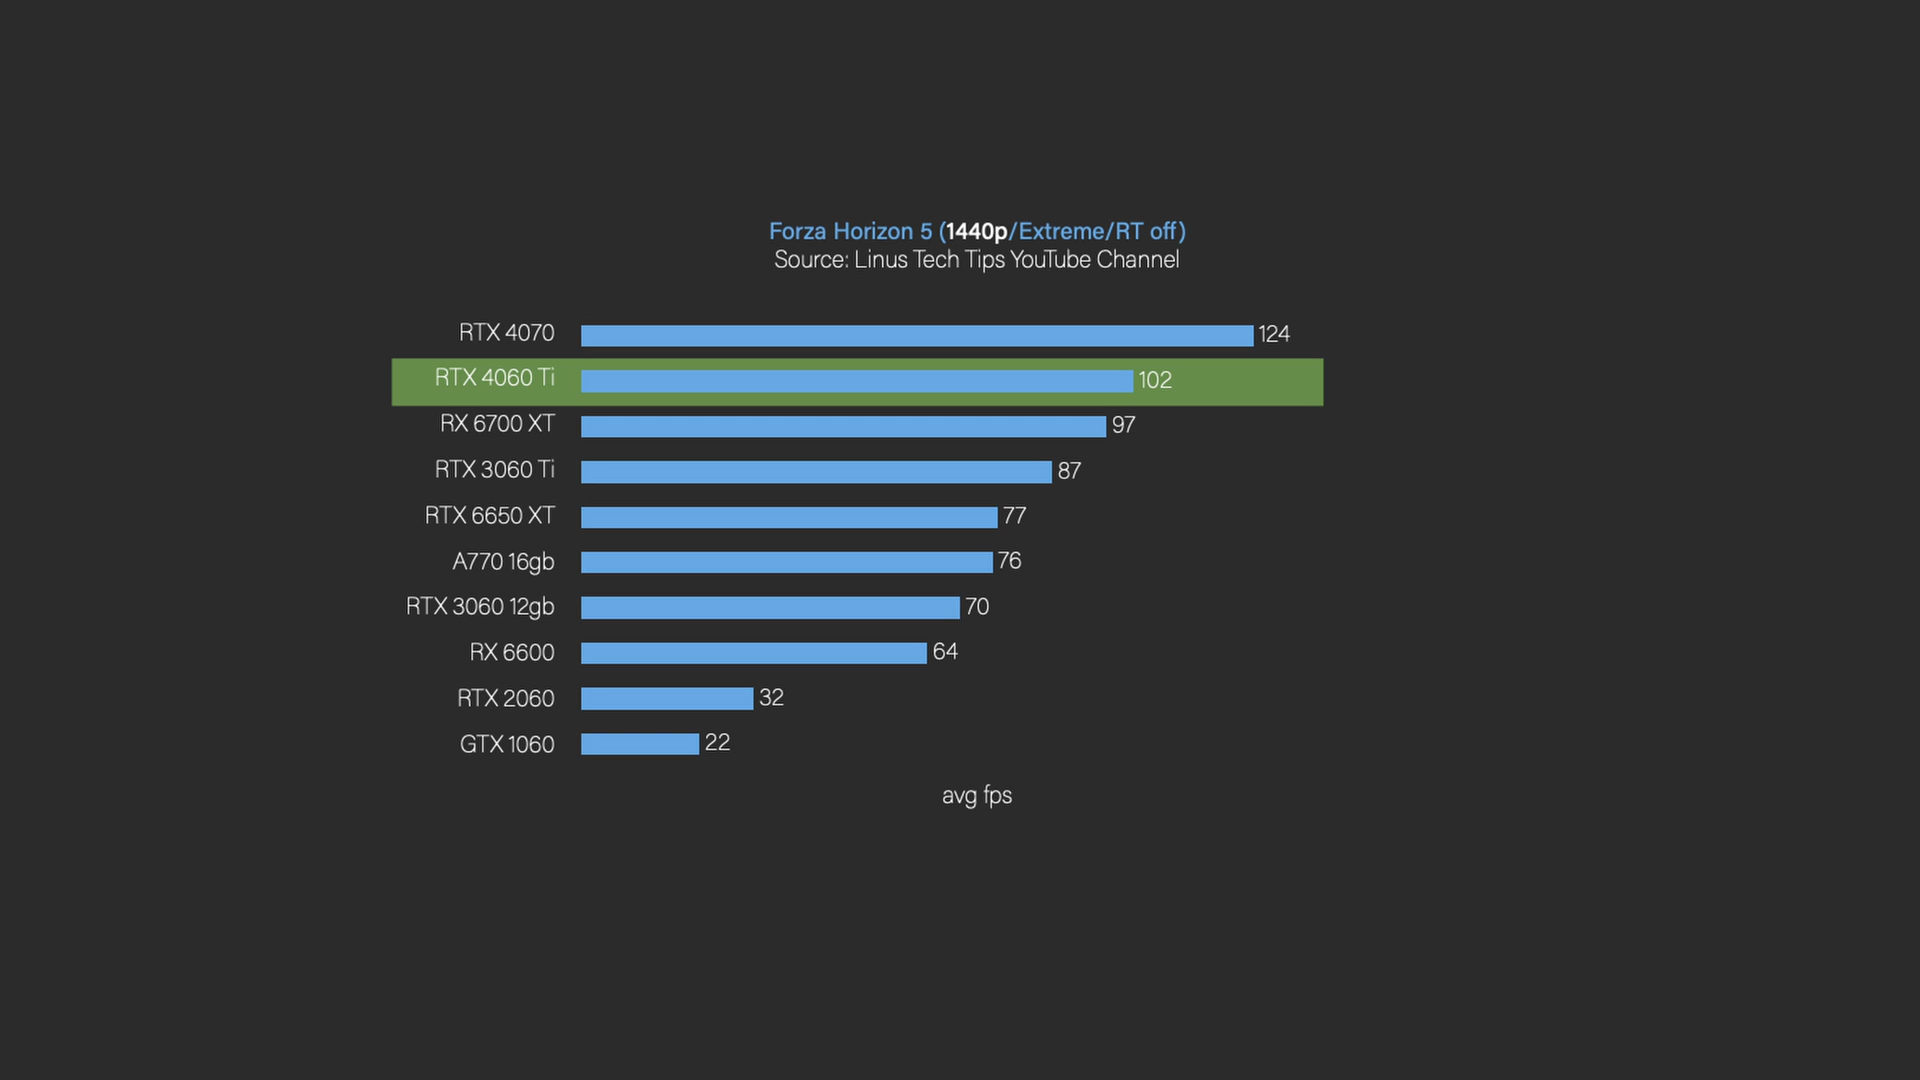 Forza Horizon 5 (1440p/Extreme/RT off)
Source: Linus Tech Tips YouTube Channel
RTX 4070 124
RTX 4060 Ti 102
RX 6700 XT 97
RTX 3060 Ti 87
RTX 6650 XT 77
A770 16gb 76
RTX 3060 12gb 70
RX 6600 64
RTX 2060 32
GTX 1060 22
avg fps